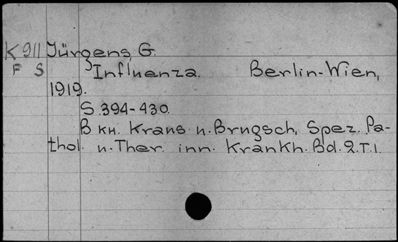 K 911 Jürgens, G.
F S Influenza. Berlin-Wien,
1919.
S. 394-430.
В кн. Kraus u. Brugsch, Spez. Pa-
thol. u. Ther. inn. Krankh. Bd. 2. T. 1.